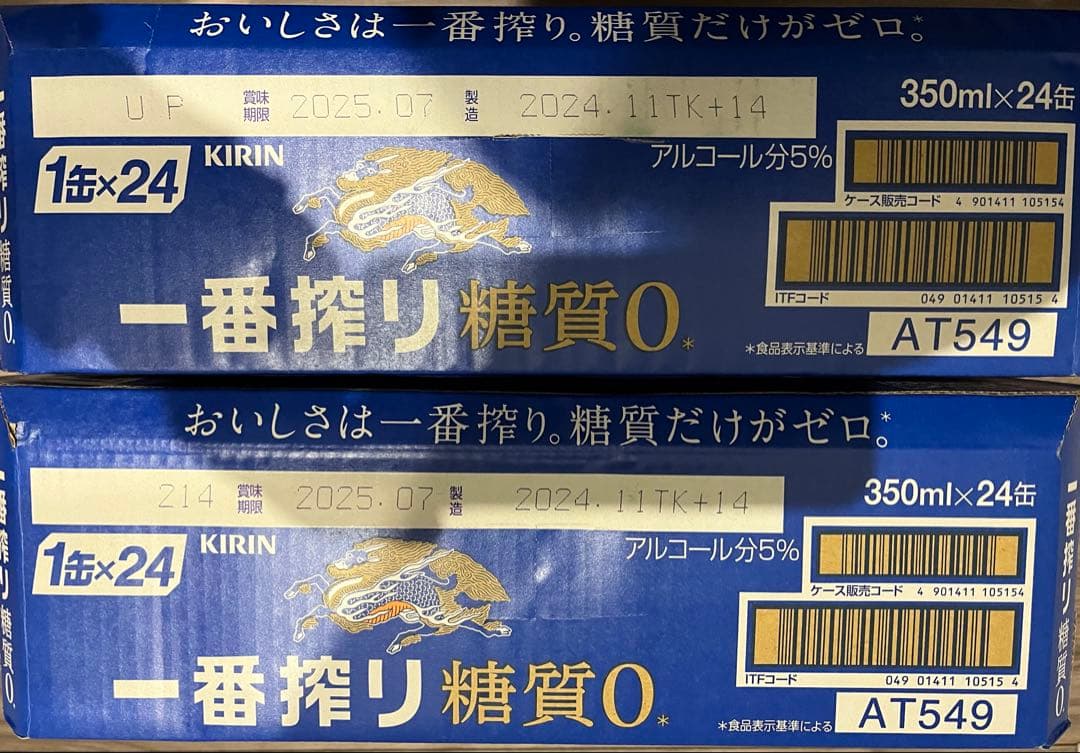 おいしさは一番搾り。糖質だけがゼロ。*
UP 賞味期限 2025.07 製造 2024.11TK+14
350ml×24缶
1缶×24
KIRIN
アルコール分5%
ケース販売コード 4 901411 105154
ITFコード 049 01411 10515 4
一番搾り 糖質0*
*食品表示基準による
AT549
一番搾り 糖質0.
おいしさは一番搾り。糖質だけがゼロ。*
214 賞味期限 2025.07 製造 2024.11TK+14
350ml×24缶
1缶×24
KIRIN
アルコール分5%
ケース販売コード 4 901411 105154
ITFコード 049 01411 10515 4
一番搾り 糖質0*
*食品表示基準による
AT549
一番搾り 糖質0.
一番搾り 糖質0.